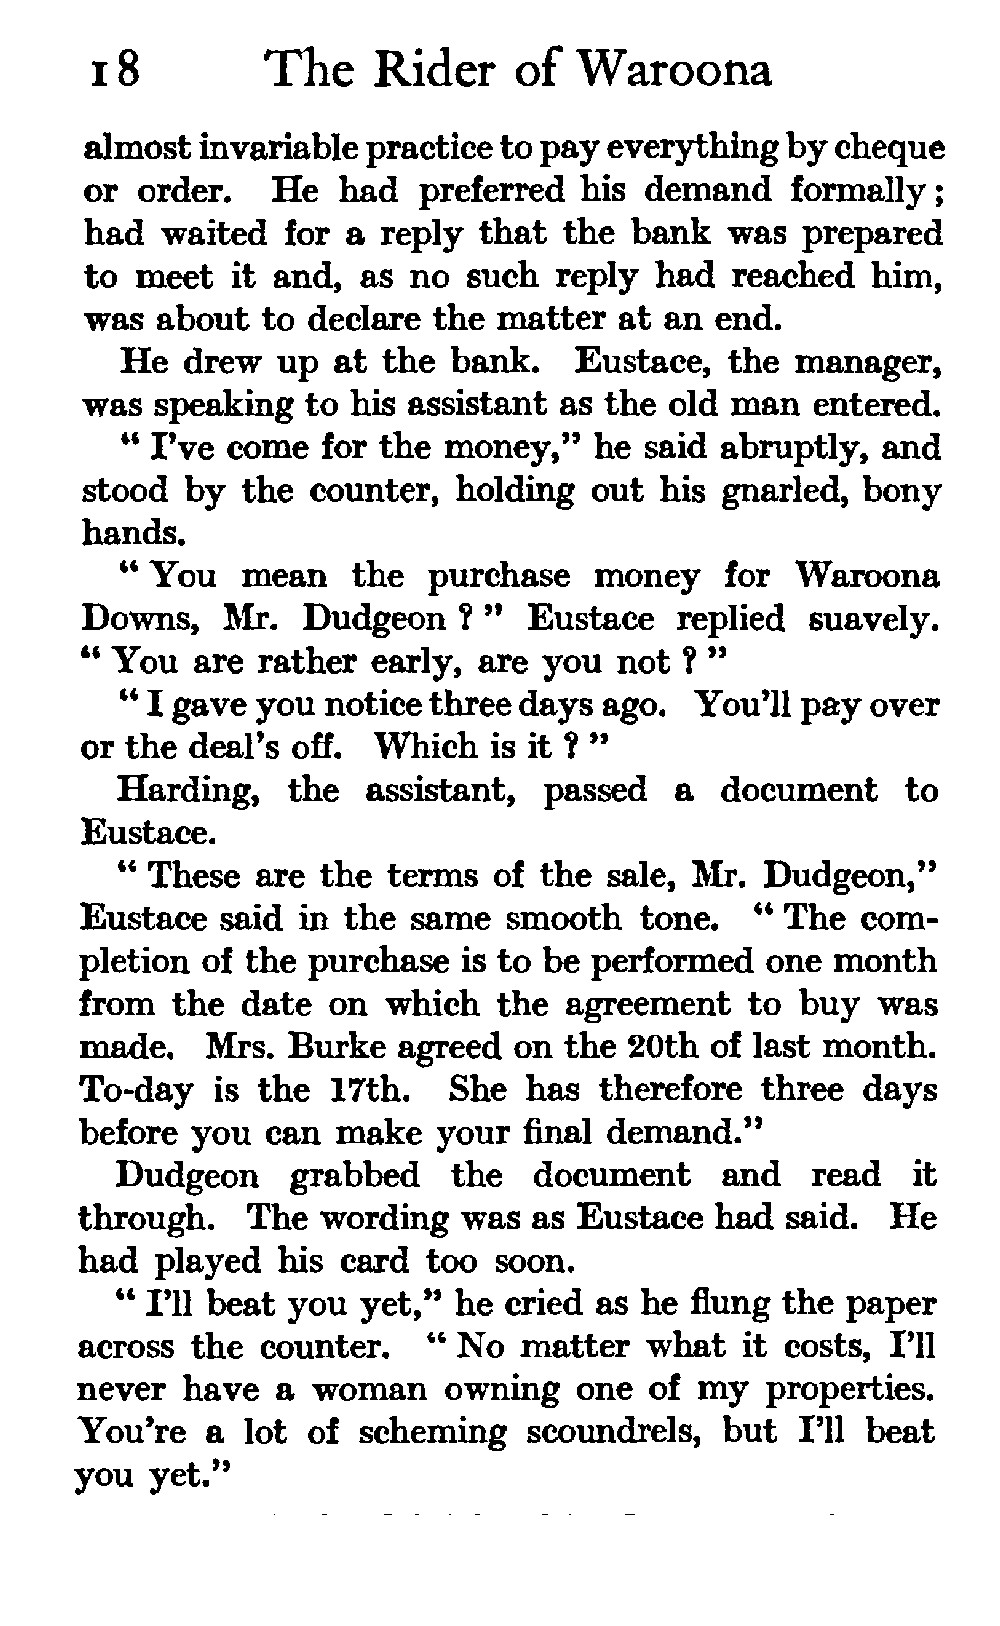 18 The Rider of Waroona
almost invariable practice to pay everything by cheque
or order. He had preferred his demand formally;
had waited for a reply that the bank was prepared
to meet it and, as no such reply had reached him,
was about to declare the matter at an end.
He drew up at the bank. Eustace, the manager,
was speaking to his assistant as the old man entered.
“ I’ve come for the money,” he said abruptly, and
stood by the counter, holding out his gnarled, bony
hands.
“ You mean the purchase money for Waroona
Downs, Mr. Dudgeon ? ” Eustace replied suavely.
“ You are rather early, are you not ? ”
“ I gave you notice three days ago. You’ll pay over
or the deal’s off. Which is it ? ”
Harding, the assistant, passed a document to
Eustace.
“ These are the terms of the sale, Mr. Dudgeon,”
Eustace said in the same smooth tone. “ The com-
pletion of the purchase is to be performed one month
from the date on which the agreement to buy was
made. Mrs. Burke agreed on the 20th of last month.
To-day is the 17th. She has therefore three days
before you can make your final demand.”
Dudgeon grabbed the document and read it
through. The wording was as Eustace had said. He
had played his card too soon.
“ I’ll beat you yet,” he cried as he flung the paper
across the counter. “ No matter what it costs, I’ll
never have a woman owning one of my properties.
You’re a lot of scheming scoundrels, but I’ll beat
you yet.”